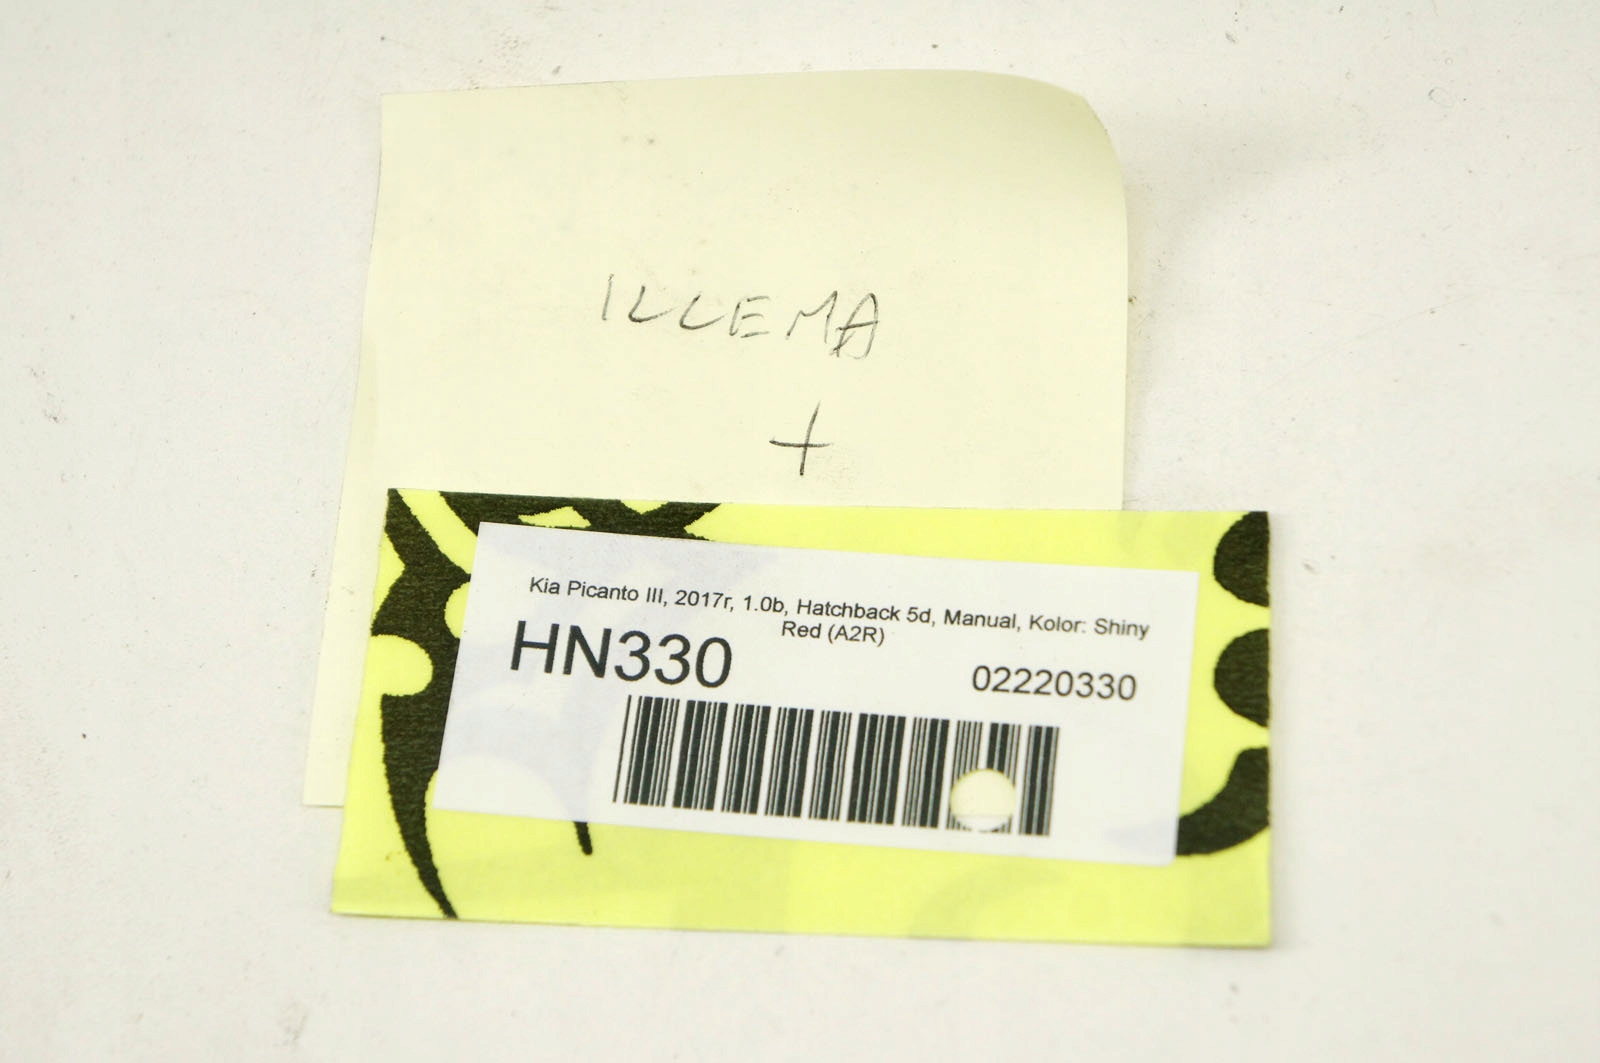 ILLEMA
+
Kia Picanto III, 2017r, 1.0b, Hatchback 5d, Manual, Kolor: Shiny
Red (A2R)
HN330
02220330